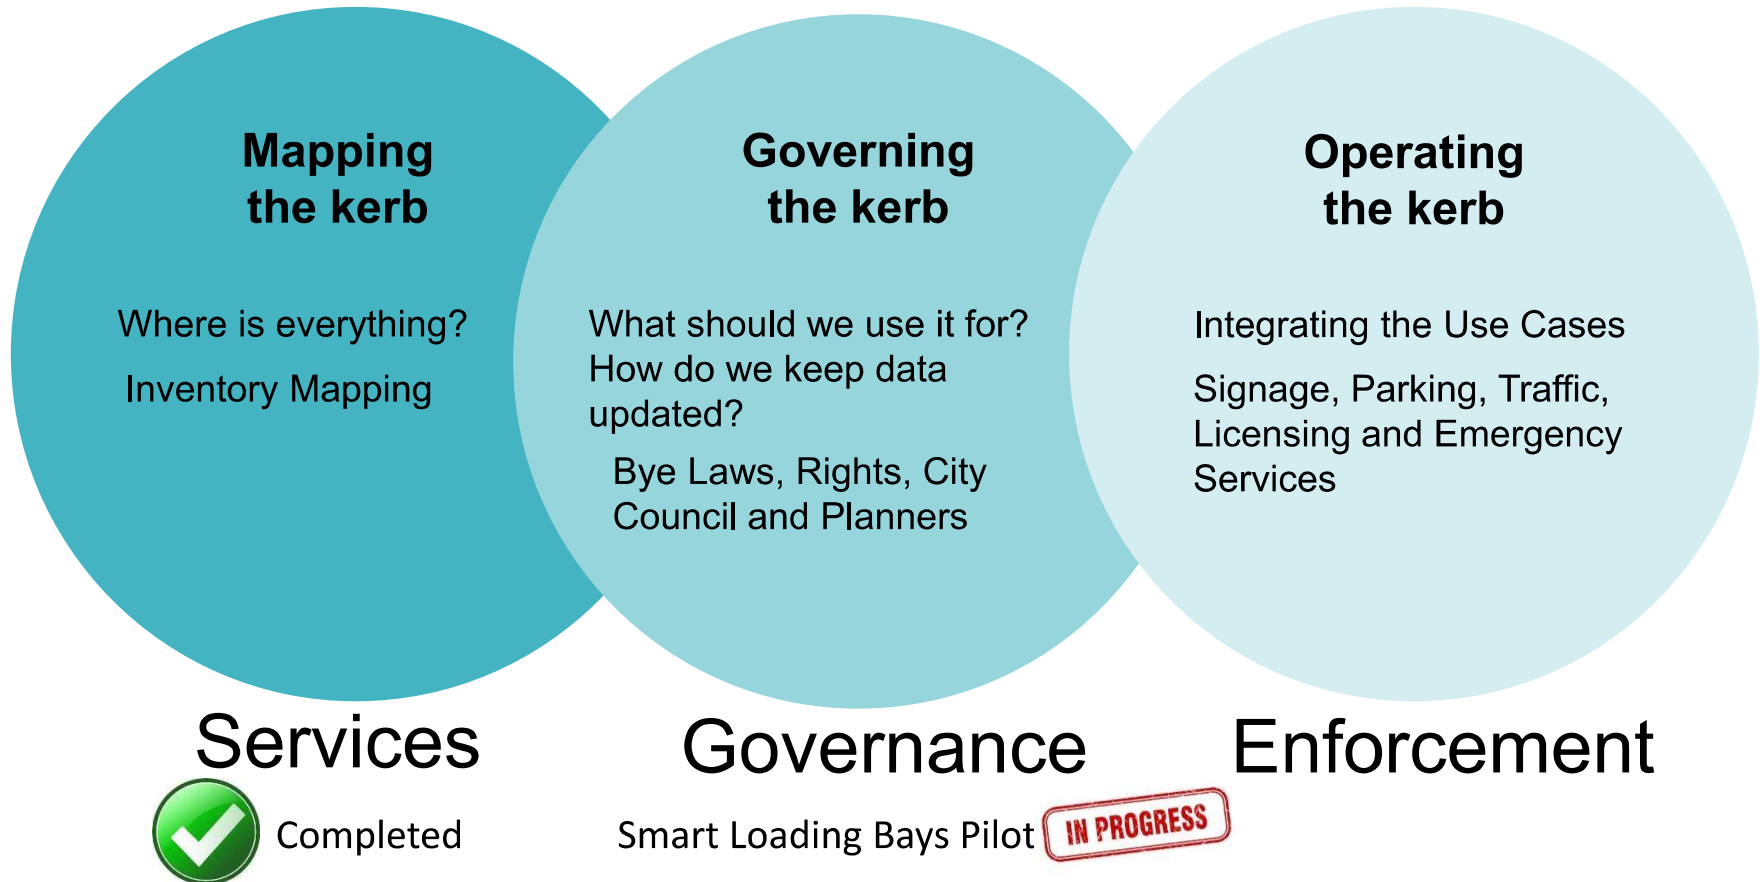 Mapping
the kerb
Where is everything?
Inventory Mapping
Governing
the kerb
What should we use it for?
How do we keep data
updated?
Bye Laws, Rights, City
Council and Planners
Operating
the kerb
Integrating the Use Cases
Signage, Parking, Traffic,
Licensing and Emergency
Services
Services
Governance
Enforcement
Completed
Smart Loading Bays Pilot
IN PROGRESS